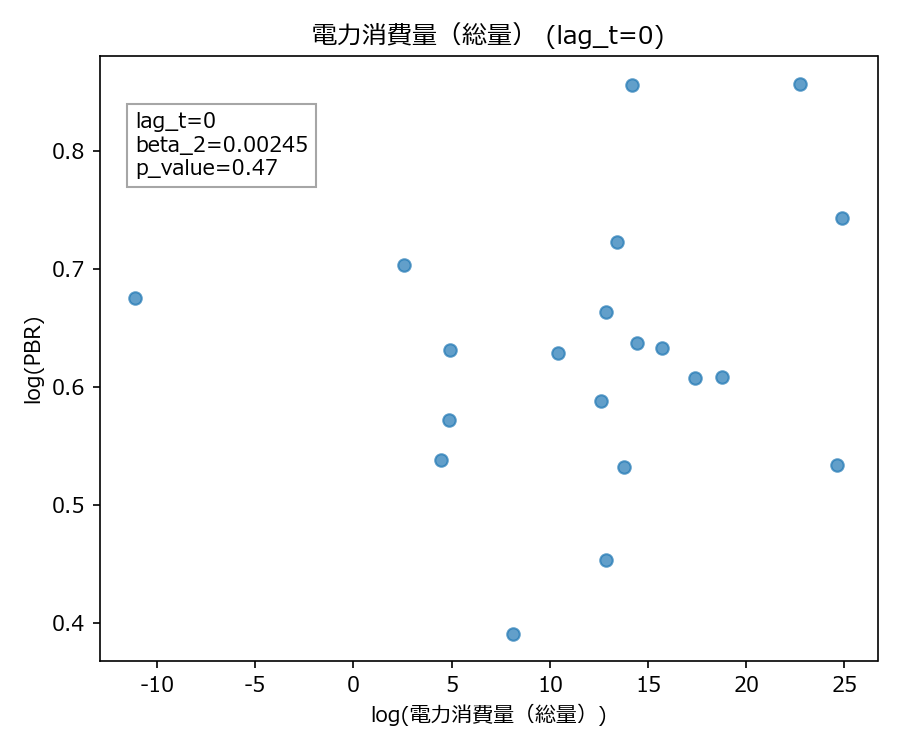 電力消費量（総量） (lag_t=0)
lag_t=0
beta_2=0.00245
p_value=0.47
log(PBR)
0.8
0.7
0.6
0.5
0.4
-10 -5 0 5 10 15 20 25
log(電力消費量（総量）)